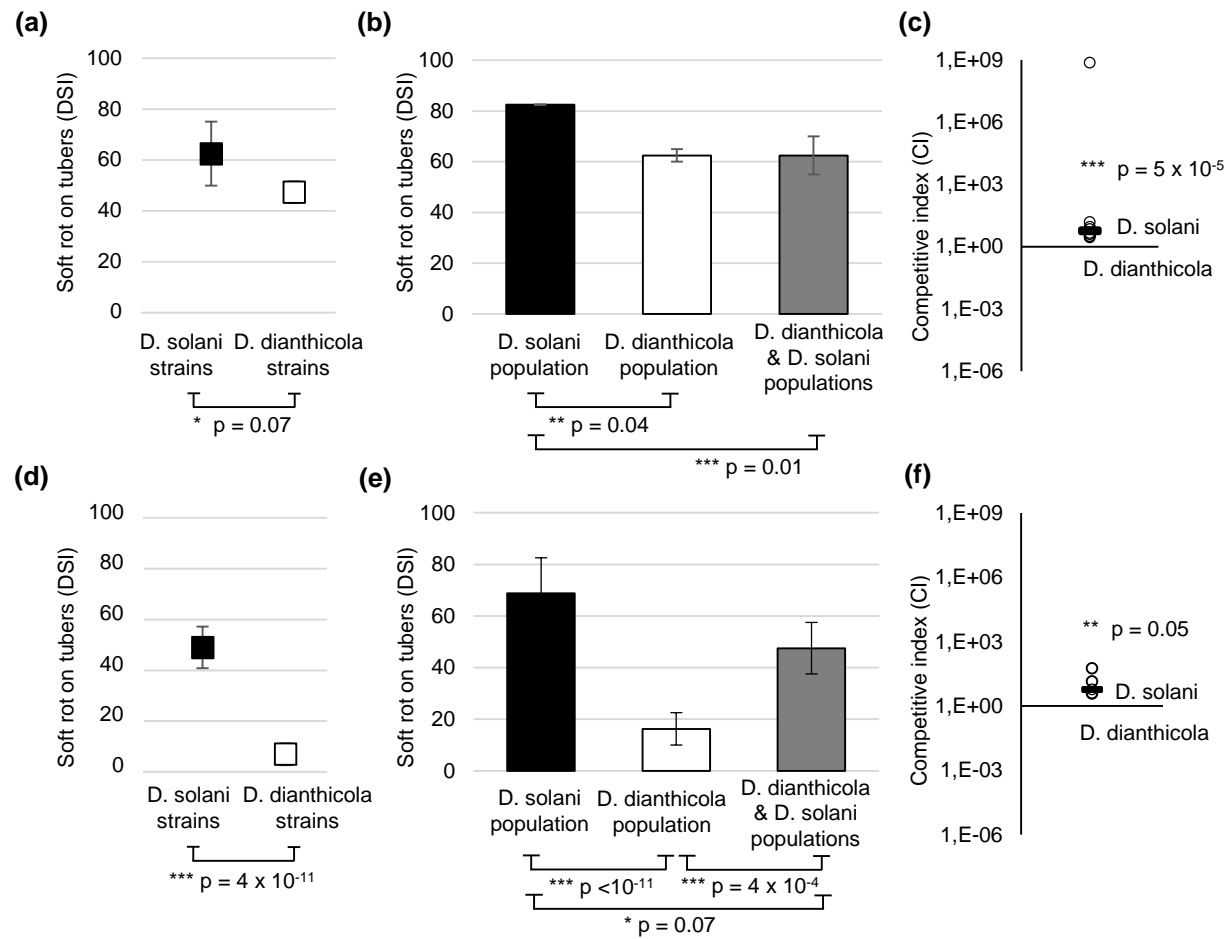 (a)
Soft rot on tubers (DSI)
100
80
60
40
20
0
D. solani
strains
D. dianthicola
strains
* p = 0.07
(b)
Soft rot on tubers (DSI)
100
80
60
40
20
0
D. solani
population
D. dianthicola
population
D. dianthicola
& D. solani
populations
** p = 0.04
*** p = 0.01
(c)
Competitive index (CI)
1,E+09
1,E+06
1,E+03
1,E+00
1,E-03
1,E-06
*** p = 5 x 10-5
D. solani
D. dianthicola
(d)
Soft rot on tubers (DSI)
100
80
60
40
20
0
D. solani
strains
D. dianthicola
strains
*** p = 4 x 10-11
(e)
Soft rot on tubers (DSI)
100
80
60
40
20
0
D. solani
population
D. dianthicola
population
D. dianthicola
& D. solani
populations
*** p <10-11
*** p = 4 x 10-4
* p = 0.07
(f)
Competitive index (CI)
1,E+09
1,E+06
1,E+03
1,E+00
1,E-03
1,E-06
** p = 0.05
D. solani
D. dianthicola